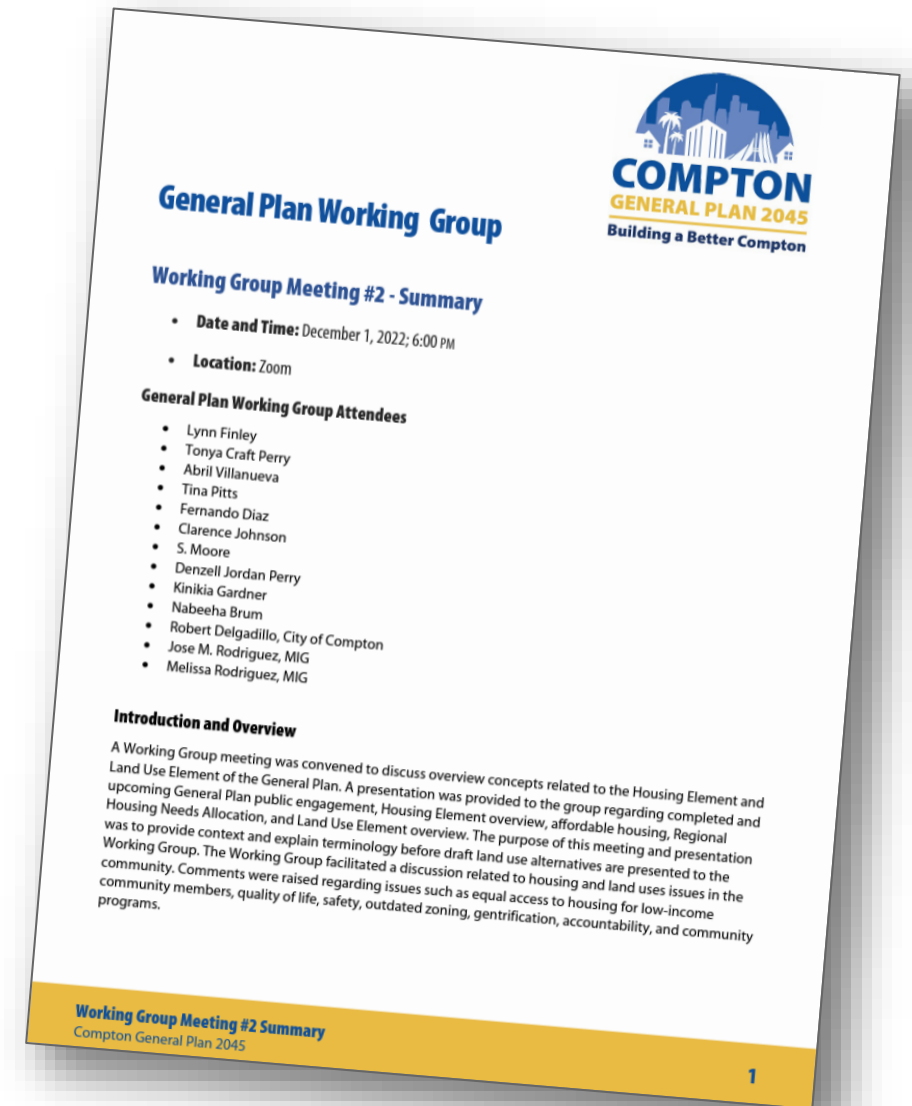 COMPTON
GENERAL PLAN 2045
Building a Better Compton
General Plan Working Group
Working Group Meeting #2 - Summary
• Date and Time: December 1, 2022; 6:00 PM
• Location: Zoom
General Plan Working Group Attendees
• Lynn Finley
• Tonya Craft Perry
• Abril Villanueva
• Tina Pitts
• Fernando Diaz
• Clarence Johnson
• S. Moore
• Denzell Jordan Perry
• Kinikia Gardner
• Nabeeha Brum
• Robert Delgadillo, City of Compton
• Jose M. Rodriguez, MIG
• Melissa Rodriguez, MIG
Introduction and Overview
A Working Group meeting was convened to discuss overview concepts related to the Housing Element and
Land Use Element of the General Plan. A presentation was provided to the group regarding completed and
upcoming General Plan public engagement, Housing Element overview, affordable housing, Regional
Housing Needs Allocation, and Land Use Element overview. The purpose of this meeting and presentation
was to provide context and explain terminology before draft land use alternatives are presented to the
Working Group. The Working Group facilitated a discussion related to housing and land uses issues in the
community. Comments were raised regarding issues such as equal access to housing for low-income
community members, quality of life, safety, outdated zoning, gentrification, accountability, and community
programs.
Working Group Meeting #2 Summary
Compton General Plan 2045
1